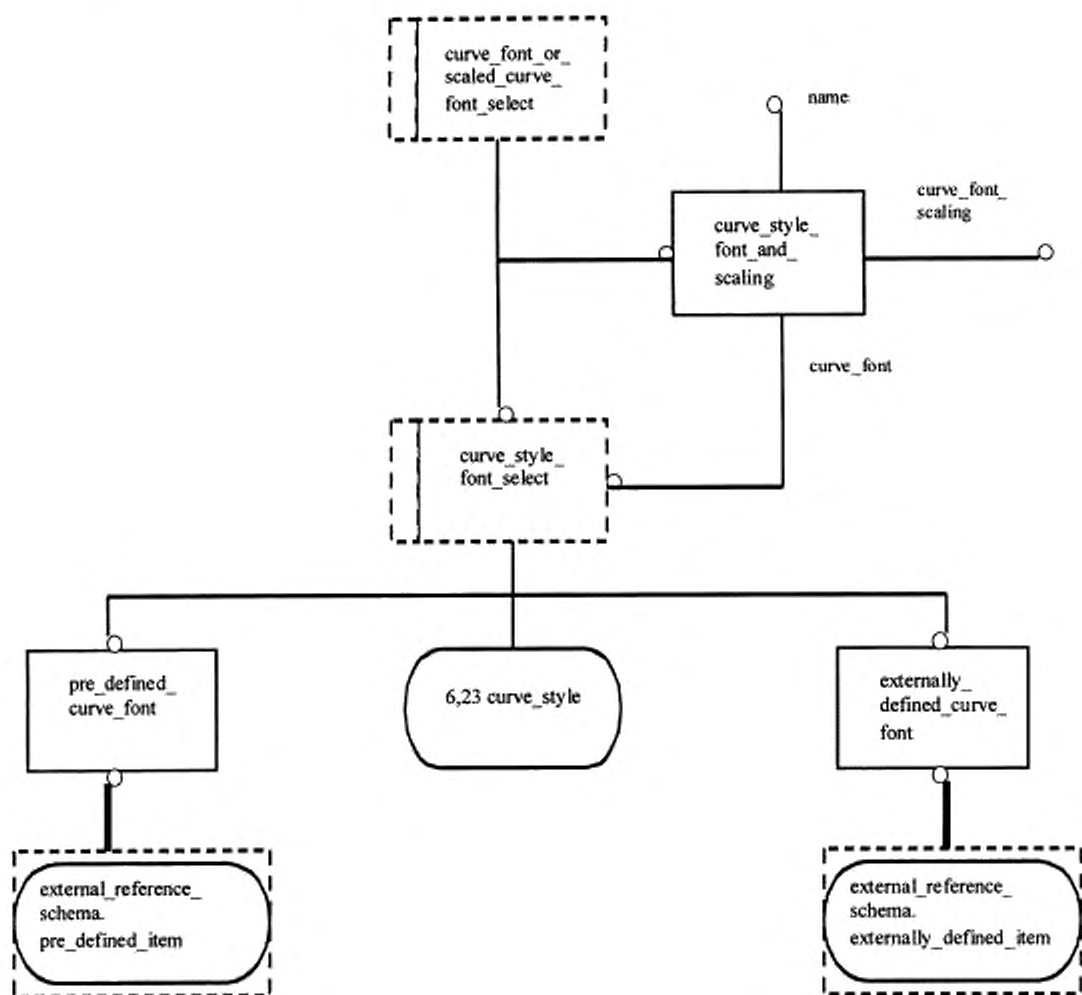 curve_font_or_
scaled_curve_
font_select
name
curve_font_
scaling
curve_style_
font_and_
scaling
curve_font
curve_style_
font_select
pre_defined_
curve_font
6,23 curve_style
externally_
defined_curve_
font
external_reference_
schema.
pre_defined_item
external_reference_
schema.
externally_defined_item